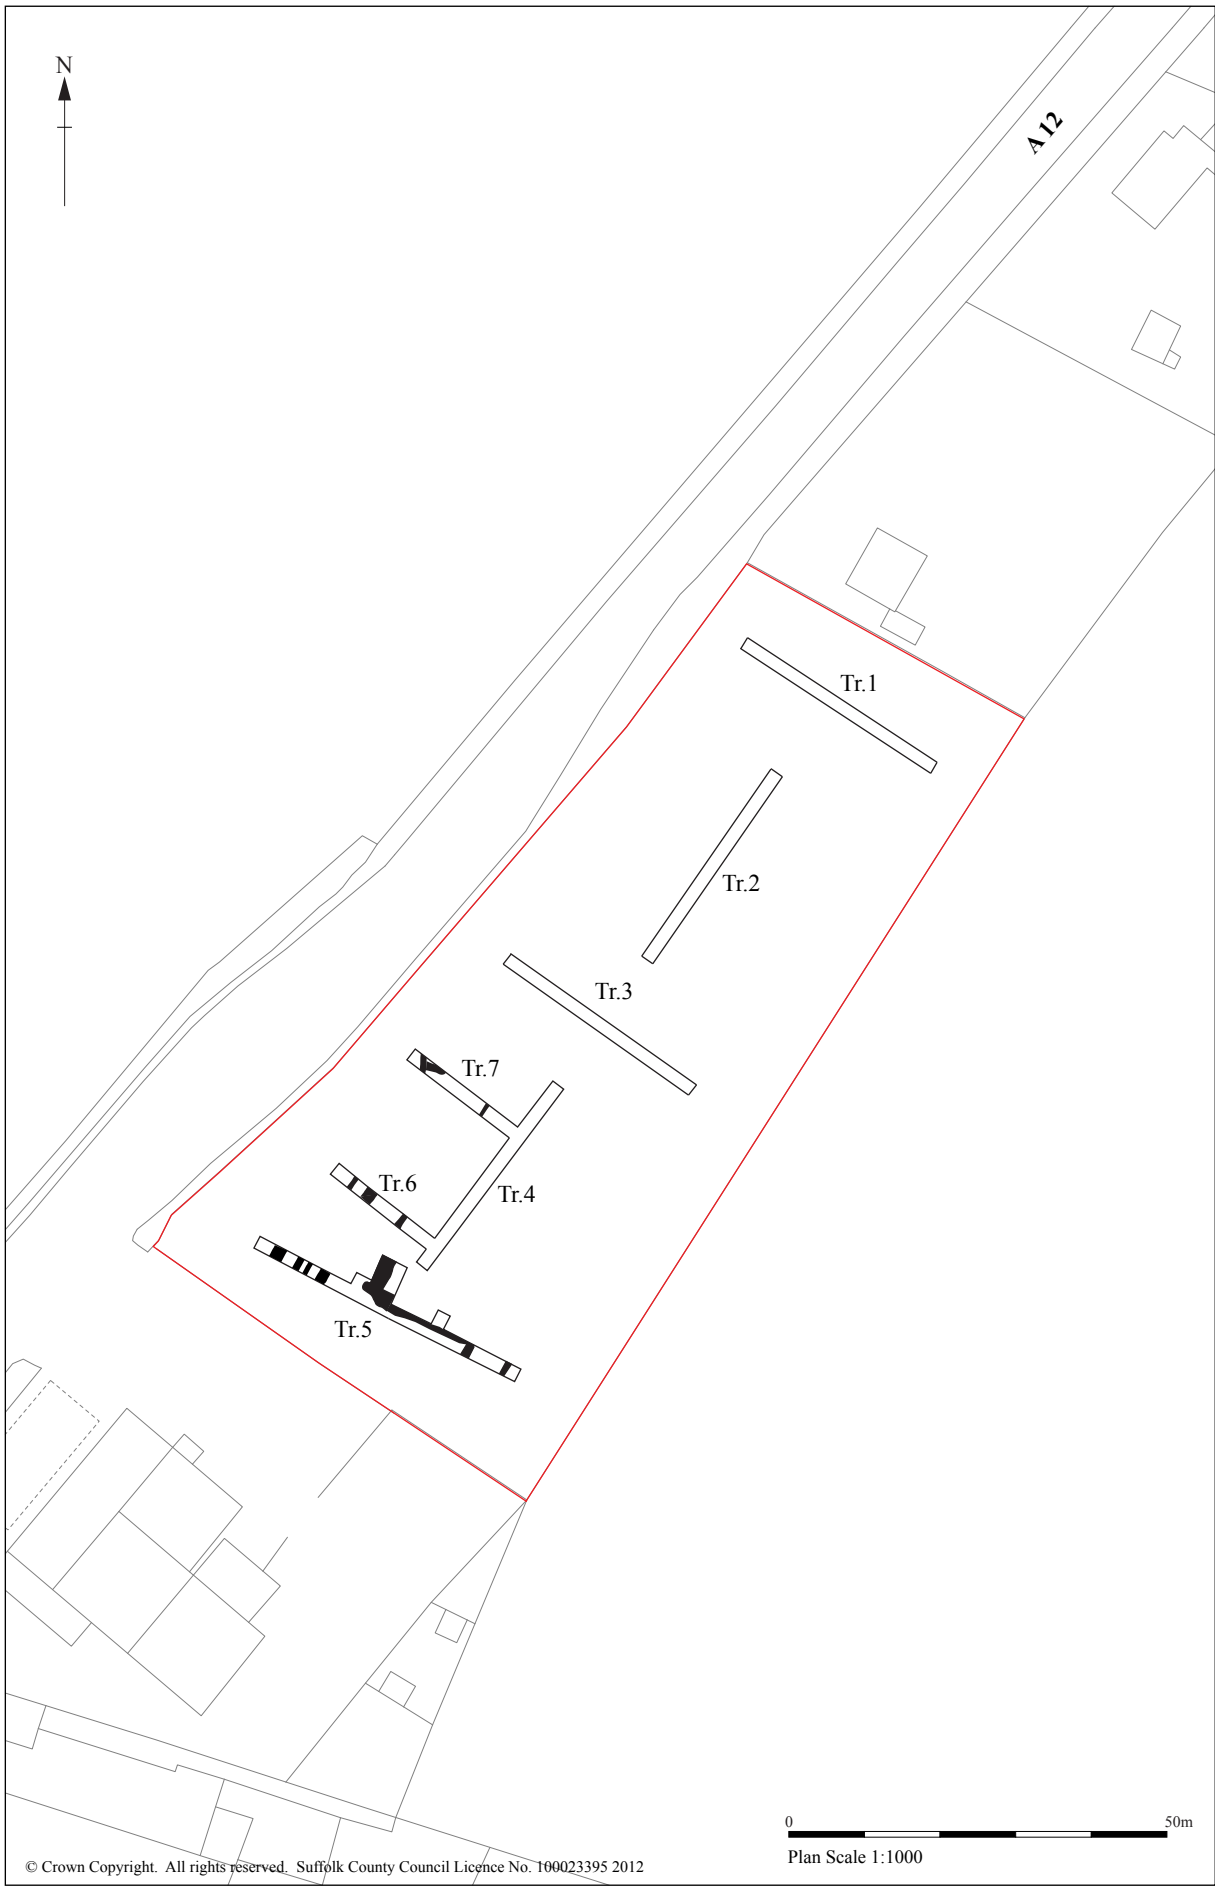 N
A 12
Tr.1
Tr.2
Tr.3
Tr.7
Tr.6
Tr.4
Tr.5
0 50m
Plan Scale 1:1000
© Crown Copyright. All rights reserved. Suffolk County Council Licence No. 100023395 2012